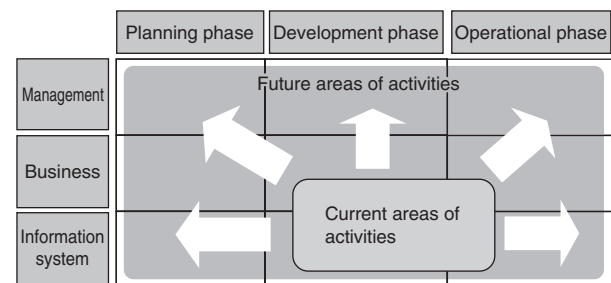 Planning phase
Development phase
Operational phase
Management
Future areas of activities
Business
Current areas of
activities
Information
system